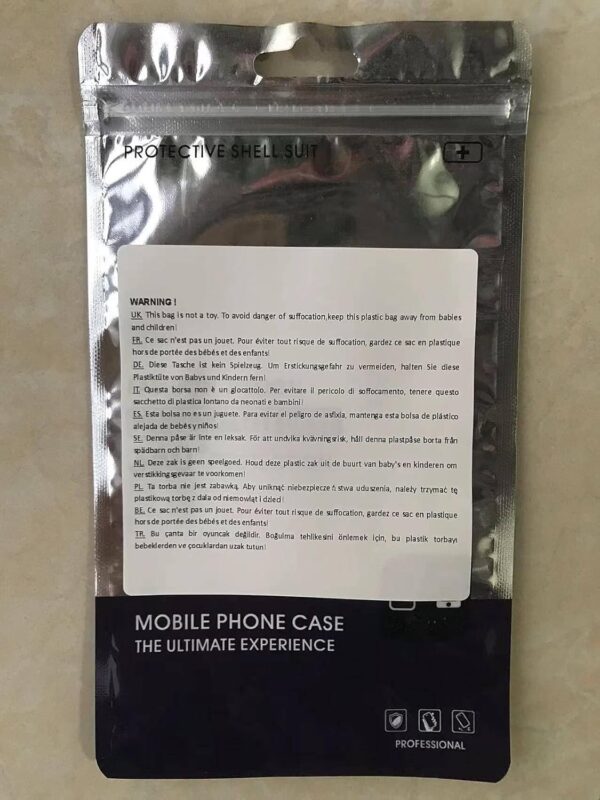 PROTECTIVE SHELL SUIT
WARNING !
UK. This bag is not a toy. To avoid danger of suffocation,keep this plastic bag away from babies
and children!
FR. Ce sac n'est pas un jouet. Pour éviter tout risque de suffocation, gardez ce sac en plastique
hors de portée des bébés et des enfants!
DE. Diese Tasche ist kein Spielzeug. Um Erstickungsgefahr zu vermeiden, halten Sie diese
Plastiktüte von Babys und Kindern fern!
IT. Questa borsa non è un giocattolo. Per evitare il pericolo di soffocamento, tenere questo
sacchetto di plastica lontano da neonati e bambini!
ES. Esta bolsa no es un juguete. Para evitar el peligro de asfixia, mantenga esta bolsa de plástico
alejada de bebés y niños!
SE. Denna påse är inte en leksak. För att undvika kvävningsrisk, håll denna plastpåse borta från
spädbarn och barn!
NL. Deze zak is geen speelgoed. Houd deze plastic zak uit de buurt van baby's en kinderen om
verstikkingsgevaar te voorkomen!
PL. Ta torba nie jest zabawką. Aby uniknąć niebezpieczeństwa uduszenia, należy trzymać tę
plastikową torbę z dala od niemowląt i dzieci!
BE. Ce sac n'est pas un jouet. Pour éviter tout risque de suffocation, gardez ce sac en plastique
hors de portée des bébés et des enfants!
TR. Bu çanta bir oyuncak değildir. Boğulma tehlikesini önlemek için, bu plastik torbayı
bebeklerden ve çocuklardan uzak tutun!
MOBILE PHONE CASE
THE ULTIMATE EXPERIENCE
PROFESSIONAL